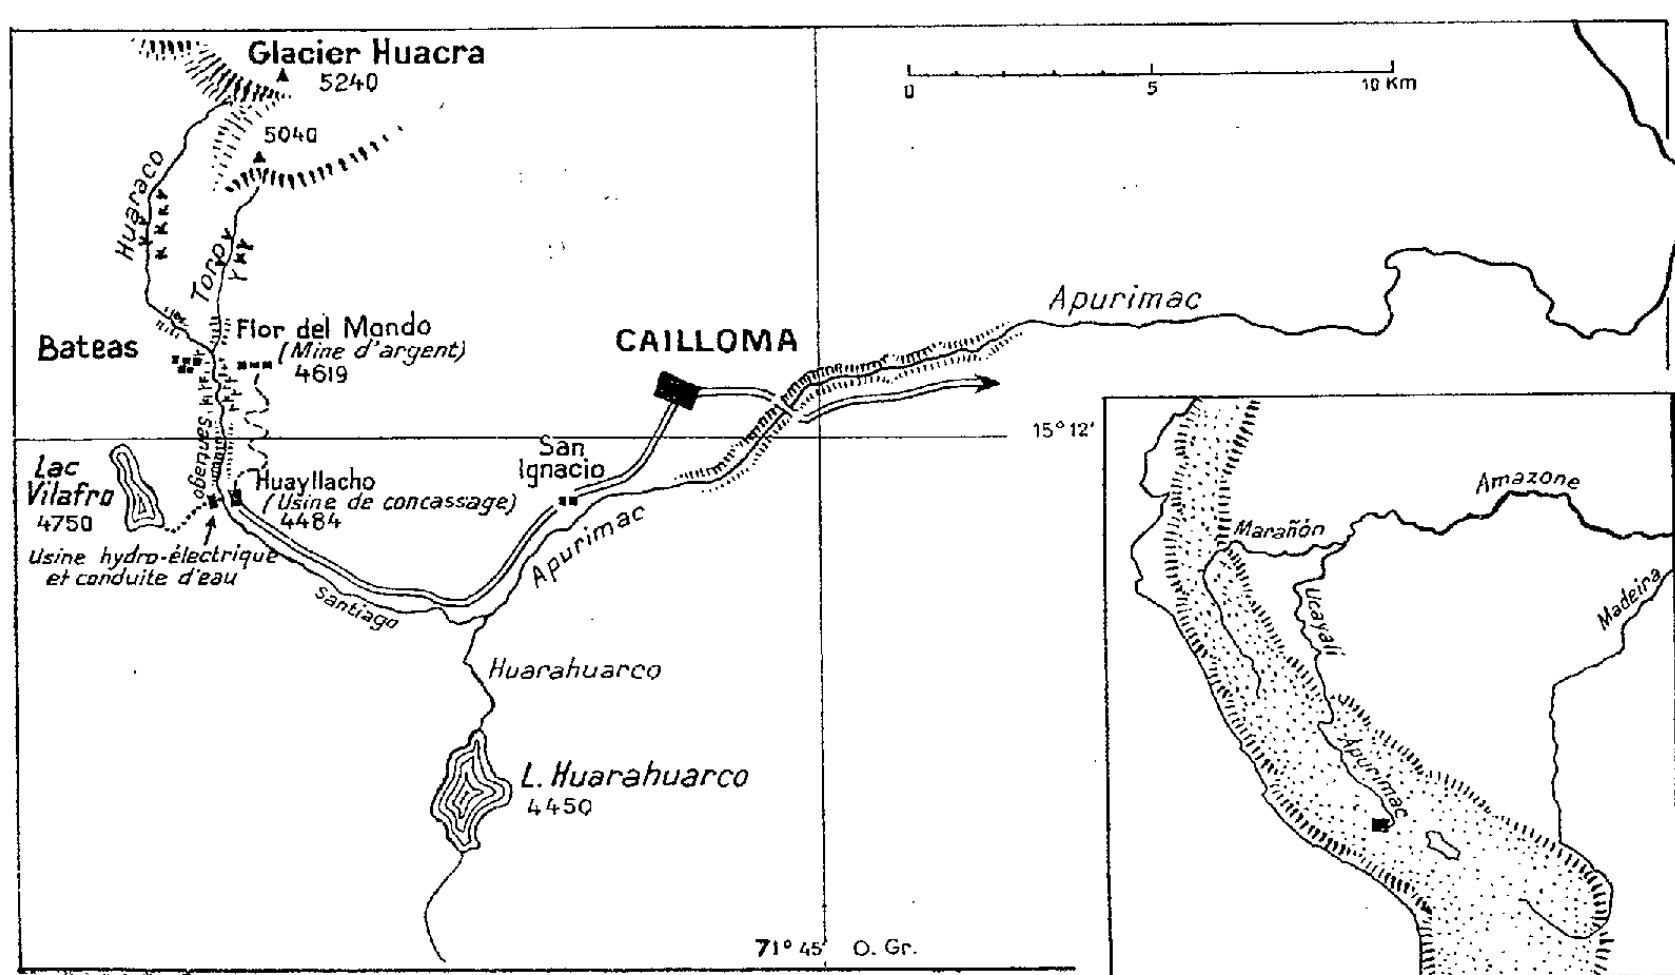 Glacier Huacra
5240
5040
0 5 10 Km
Huaraco
Toro
Apurimac
Flor del Mondo
(Mine d'argent)
4619
Bateas
CAILLOMA
15° 12'
San
Ignacio
Lac
Vilafro
4750
Huayllacho
(Usine de concassage)
4484
Usine hydro-électrique
et conduite d'eau
Santiago
Apurimac
Huarahuarco
L. Huarahuarco
4450
71° 45' O. Gr.
Amazone
Marañón
Ucayali
Madeira
Apurimac